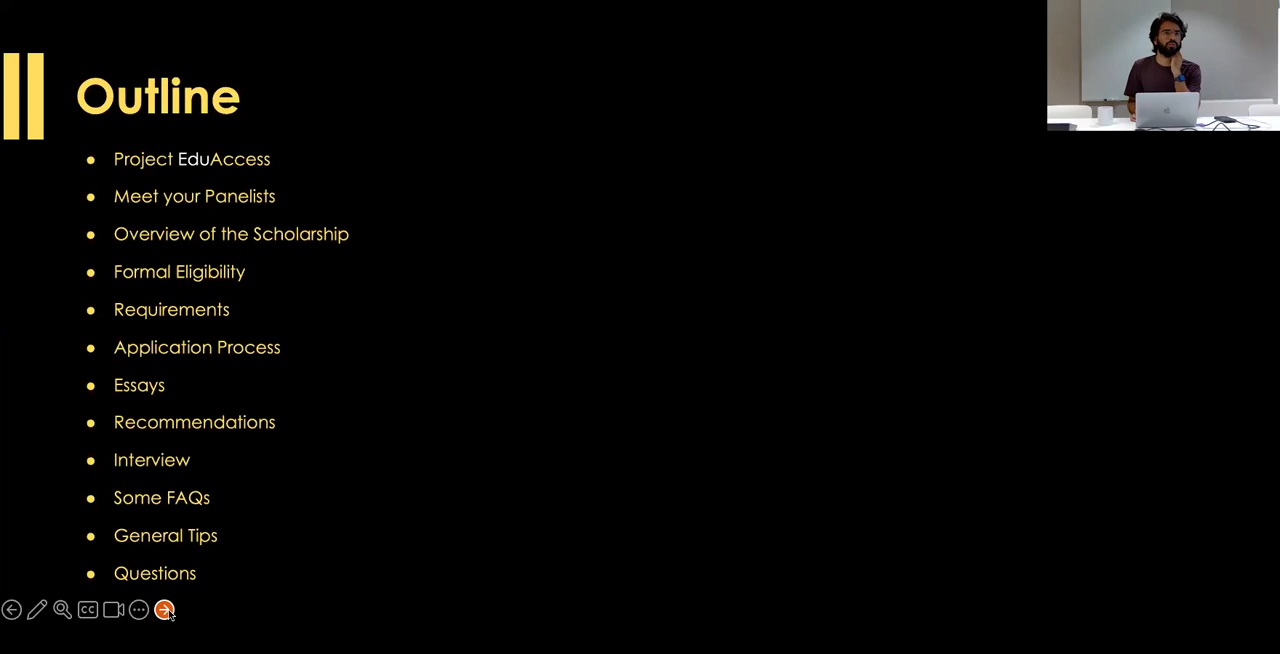 Outline
● Project EduAccess
● Meet your Panelists
● Overview of the Scholarship
● Formal Eligibility
● Requirements
● Application Process
● Essays
● Recommendations
● Interview
● Some FAQs
● General Tips
● Questions
CC